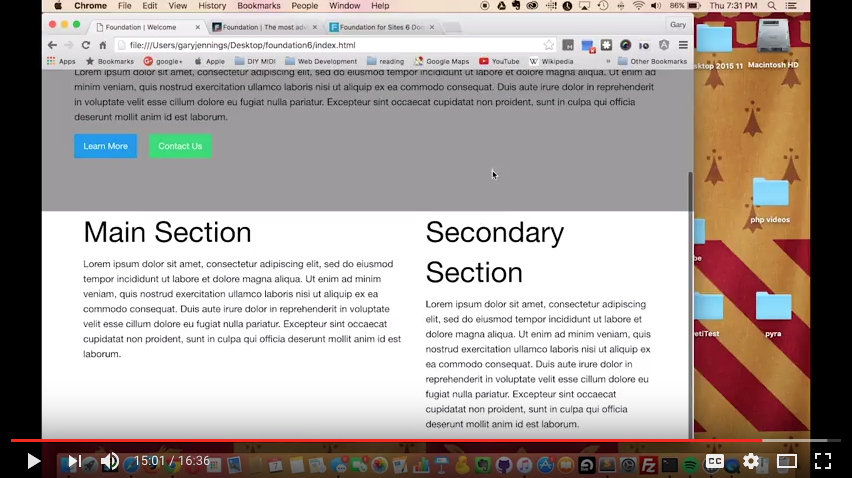 Chrome File Edit View History Bookmarks People Window Help 86% Thu 7:31 PM
Foundation | Welcome Foundation | The most adv Foundation for Sites 6 Do Gary
file:///Users/garyjennings/Desktop/foundation6/index.html
Apps Bookmarks google+ Apple DIY MIDI Web Development reading Google Maps YouTube Wikipedia » Other Bookmarks
sktop 2015 11 Macintosh HD
Lorem ipsum dolor sit amet, consectetur adipisicing elit, sed do eiusmod tempor incididunt ut labore et dolore magna aliqua. Ut enim ad
minim veniam, quis nostrud exercitation ullamco laboris nisi ut aliquip ex ea commodo consequat. Duis aute irure dolor in reprehenderit
in voluptate velit esse cillum dolore eu fugiat nulla pariatur. Excepteur sint occaecat cupidatat non proident, sunt in culpa qui officia
deserunt mollit anim id est laborum.
Learn More Contact Us
php videos
Main Section
Lorem ipsum dolor sit amet, consectetur adipiscing elit, sed do eiusmod
tempor incididunt ut labore et dolore magna aliqua. Ut enim ad minim
veniam, quis nostrud exercitation ullamco laboris nisi ut aliquip ex ea
commodo consequat. Duis aute irure dolor in reprehenderit in voluptate
velit esse cillum dolore eu fugiat nulla pariatur. Excepteur sint occaecat
cupidatat non proident, sunt in culpa qui officia deserunt mollit anim id est
laborum.
Secondary
Section
Lorem ipsum dolor sit amet, consectetur adipiscing
elit, sed do eiusmod tempor incididunt ut labore et
dolore magna aliqua. Ut enim ad minim veniam, quis
nostrud exercitation ullamco laboris nisi ut aliquip ex
ea commodo consequat. Duis aute irure dolor in
reprehenderit in voluptate velit esse cillum dolore eu
fugiat nulla pariatur. Excepteur sint occaecat
cupidatat non proident, sunt in culpa qui officia
deserunt mollit anim id est laborum.
be
etiTest pyra
15:01 / 16:36 CC